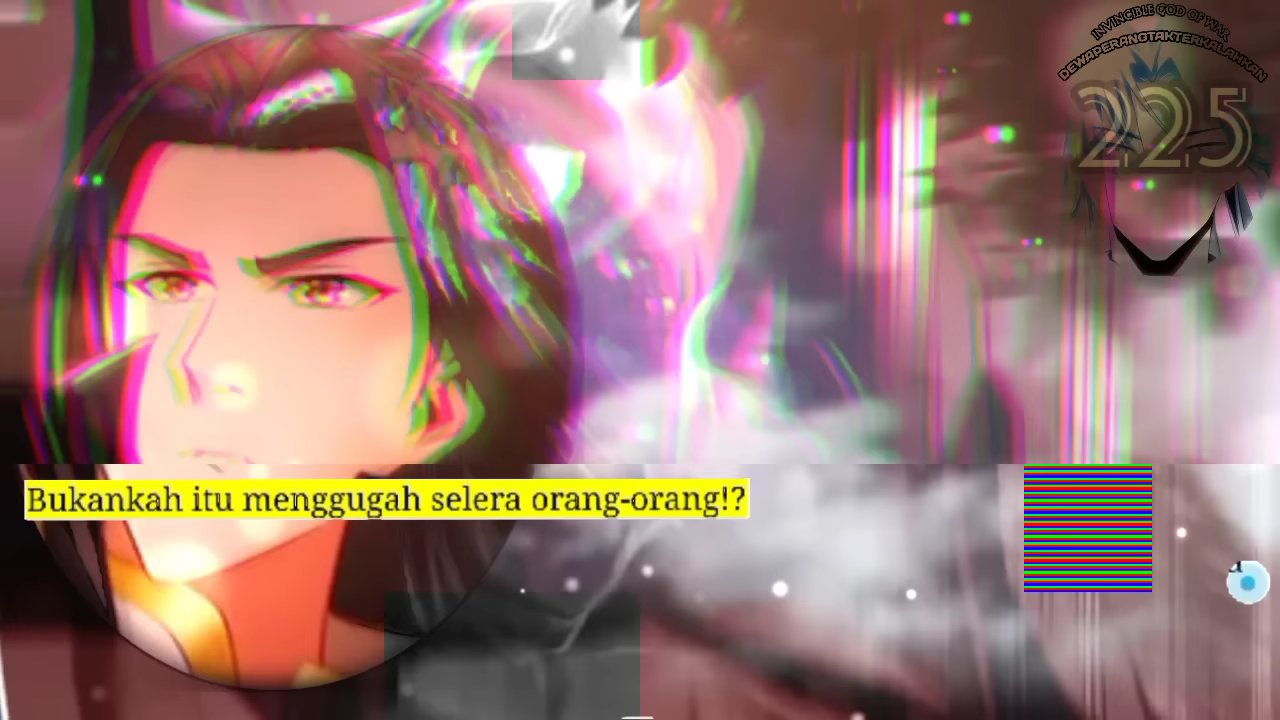 INVINCIBLE GOD OF WAR
DEWAPERANGTAKTERKALAHKAN
225
Bukankah itu menggugah selera orang-orang!?